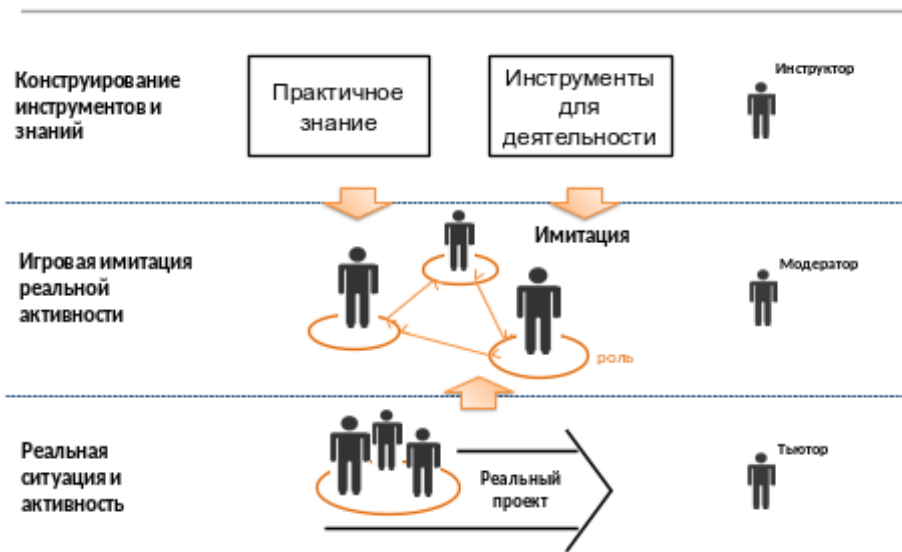 Конструирование
инструментов и
знаний
Практичное
знание
Инструменты
для
деятельности
Инструктор
Игровая имитация
реальной
активности
Имитация
роль
Модератор
Реальная
ситуация и
активность
Реальный
проект
Тьютор